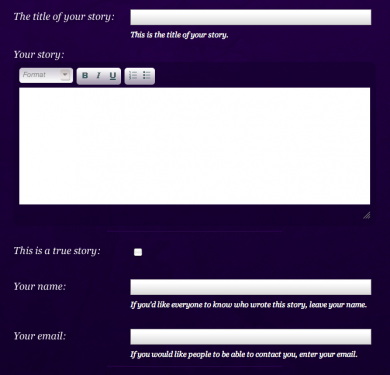 The title of your story:
This is the title of your story.
Your story:
Format B I U
This is a true story:
Your name:
If you'd like everyone to know who wrote this story, leave your name.
Your email:
If you would like people to be able to contact you, enter your email.